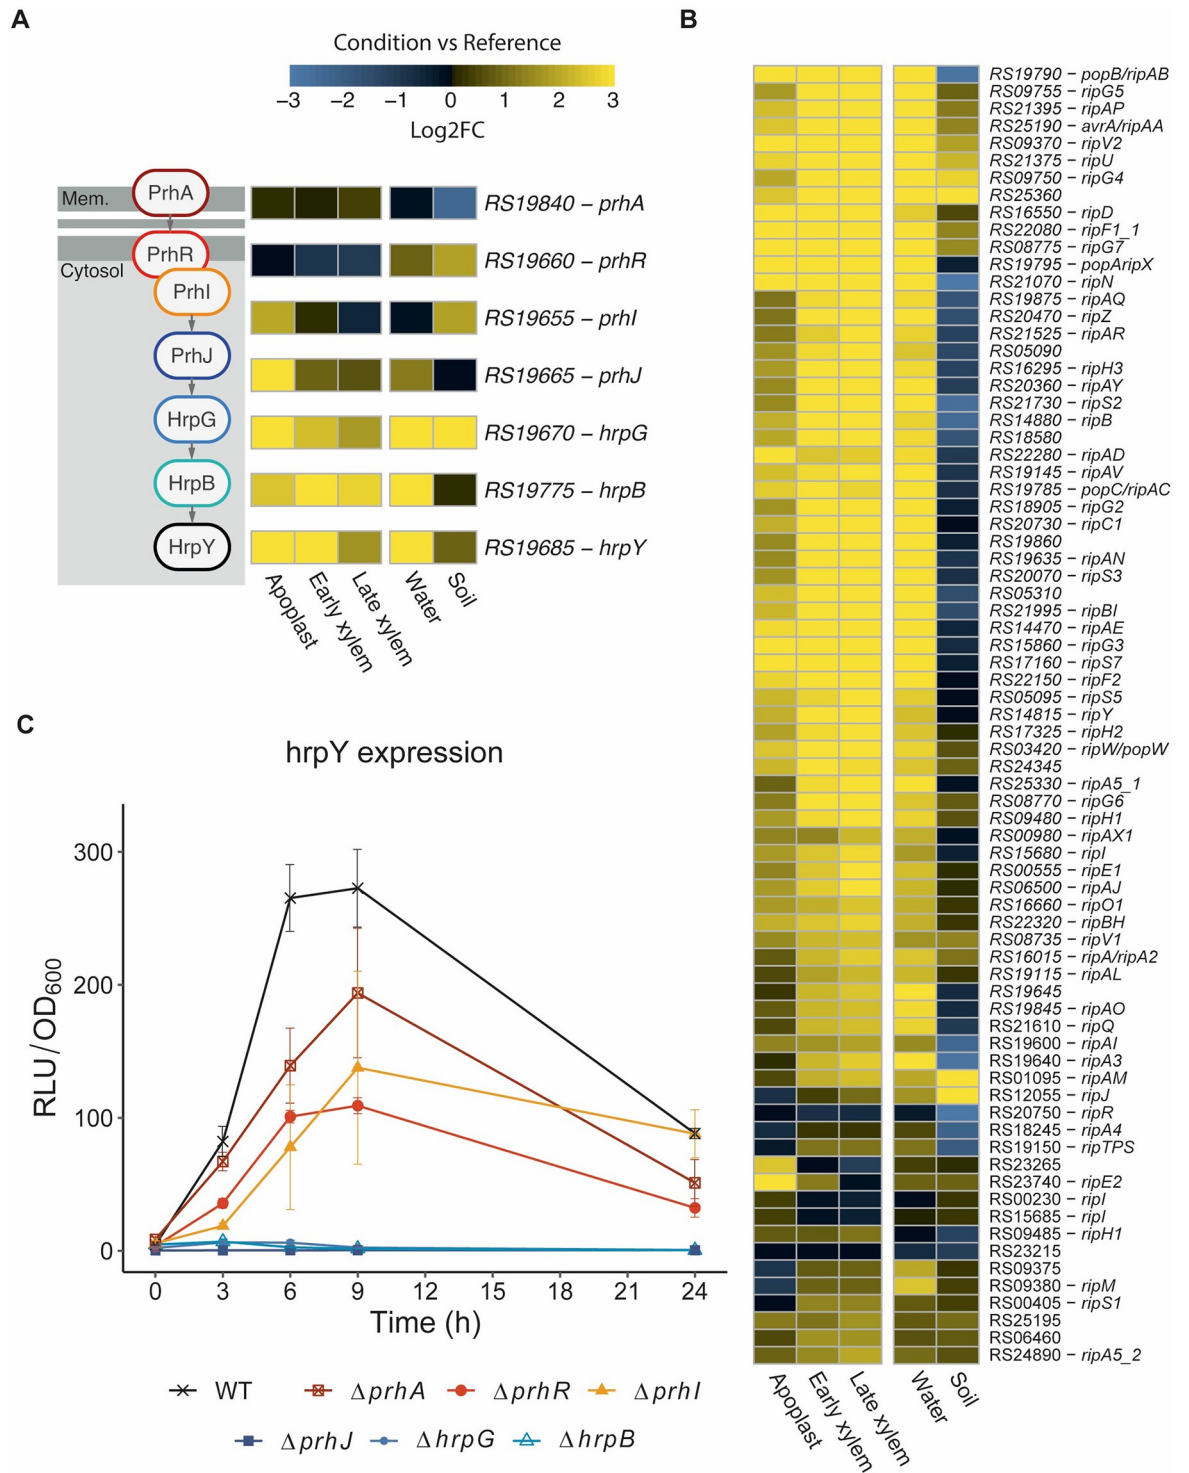 A
Condition vs Reference
−3 −2 −1 0 1 2 3
Log2FC
Mem.
PrhA
PrhR
Cytosol
PrhI
PrhJ
HrpG
HrpB
HrpY
RS19840 − prhA
RS19660 − prhR
RS19655 − prhI
RS19665 − prhJ
RS19670 − hrpG
RS19775 − hrpB
RS19685 − hrpY
Apoplast
Early xylem
Late xylem
Water
Soil
B
RS19790 − popB/ripAB
RS09755 − ripG5
RS21395 − ripAP
RS25190 − avrA/ripAA
RS09370 − ripV2
RS21375 − ripU
RS09750 − ripG4
RS25360
RS16550 − ripD
RS22080 − ripF1_1
RS08775 − ripG7
RS19795 − popAripX
RS21070 − ripN
RS19875 − ripAQ
RS20470 − ripZ
RS21525 − ripAR
RS05090
RS16295 − ripH3
RS20360 − ripAY
RS21730 − ripS2
RS14880 − ripB
RS18580
RS22280 − ripAD
RS19145 − ripAV
RS19785 − popC/ripAC
RS18905 − ripG2
RS20730 − ripC1
RS19860
RS19635 − ripAN
RS20070 − ripS3
RS05310
RS21995 − ripBI
RS14470 − ripAE
RS15860 − ripG3
RS17160 − ripS7
RS22150 − ripF2
RS05095 − ripS5
RS14815 − ripY
RS17325 − ripH2
RS03420 − ripW/popW
RS24345
RS25330 − ripA5_1
RS08770 − ripG6
RS09480 − ripH1
RS00980 − ripAX1
RS15680 − ripI
RS00555 − ripE1
RS06500 − ripAJ
RS16660 − ripO1
RS22320 − ripBH
RS08735 − ripV1
RS16015 − ripA/ripA2
RS19115 − ripAL
RS19645
RS19845 − ripAO
RS21610 − ripQ
RS19600 − ripAI
RS19640 − ripA3
RS01095 − ripAM
RS12055 − ripJ
RS20750 − ripR
RS18245 − ripA4
RS19150 − ripTPS
RS23265
RS23740 − ripE2
RS00230 − ripI
RS15685 − ripI
RS09485 − ripH1
RS23215
RS09375
RS09380 − ripM
RS00405 − ripS1
RS25195
RS06460
RS24890 − ripA5_2
Apoplast
Early xylem
Late xylem
Water
Soil
C
hrpY expression
RLU/OD600
300
200
100
0
0 3 6 9 12 15 18 21 24
Time (h)
WT ΔprhA ΔprhR ΔprhI
ΔprhJ ΔhrpG ΔhrpB